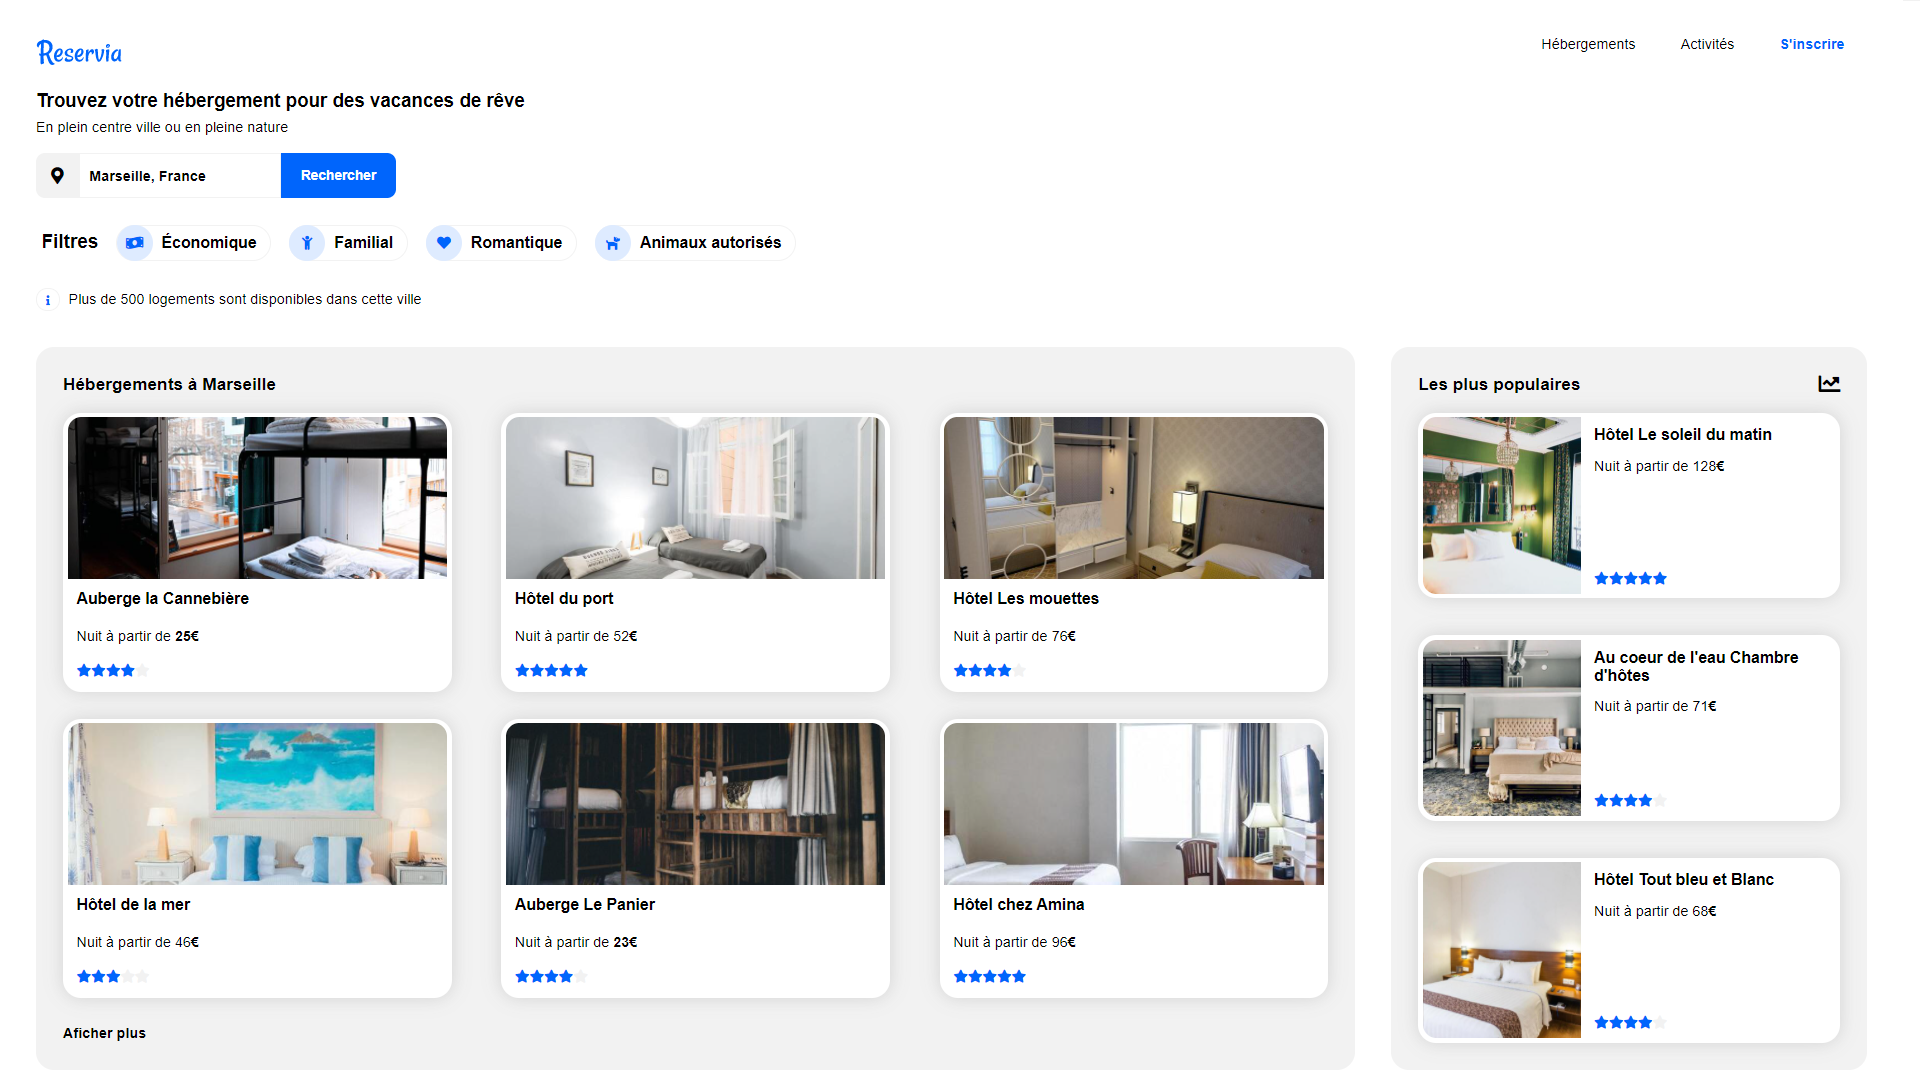 Reservia
Hébergements
Activités
S'inscrire
Trouvez votre hébergement pour des vacances de rêve
En plein centre ville ou en pleine nature
Marseille, France
Rechercher
Filtres
Économique
Familial
Romantique
Animaux autorisés
Plus de 500 logements sont disponibles dans cette ville
Hébergements à Marseille
Auberge la Cannebière
Nuit à partir de 25€
Hôtel du port
Nuit à partir de 52€
Hôtel Les mouettes
Nuit à partir de 76€
Hôtel de la mer
Nuit à partir de 46€
Auberge Le Panier
Nuit à partir de 23€
Hôtel chez Amina
Nuit à partir de 96€
Aficher plus
Les plus populaires
Hôtel Le soleil du matin
Nuit à partir de 128€
Au coeur de l'eau Chambre
d'hôtes
Nuit à partir de 71€
Hôtel Tout bleu et Blanc
Nuit à partir de 68€